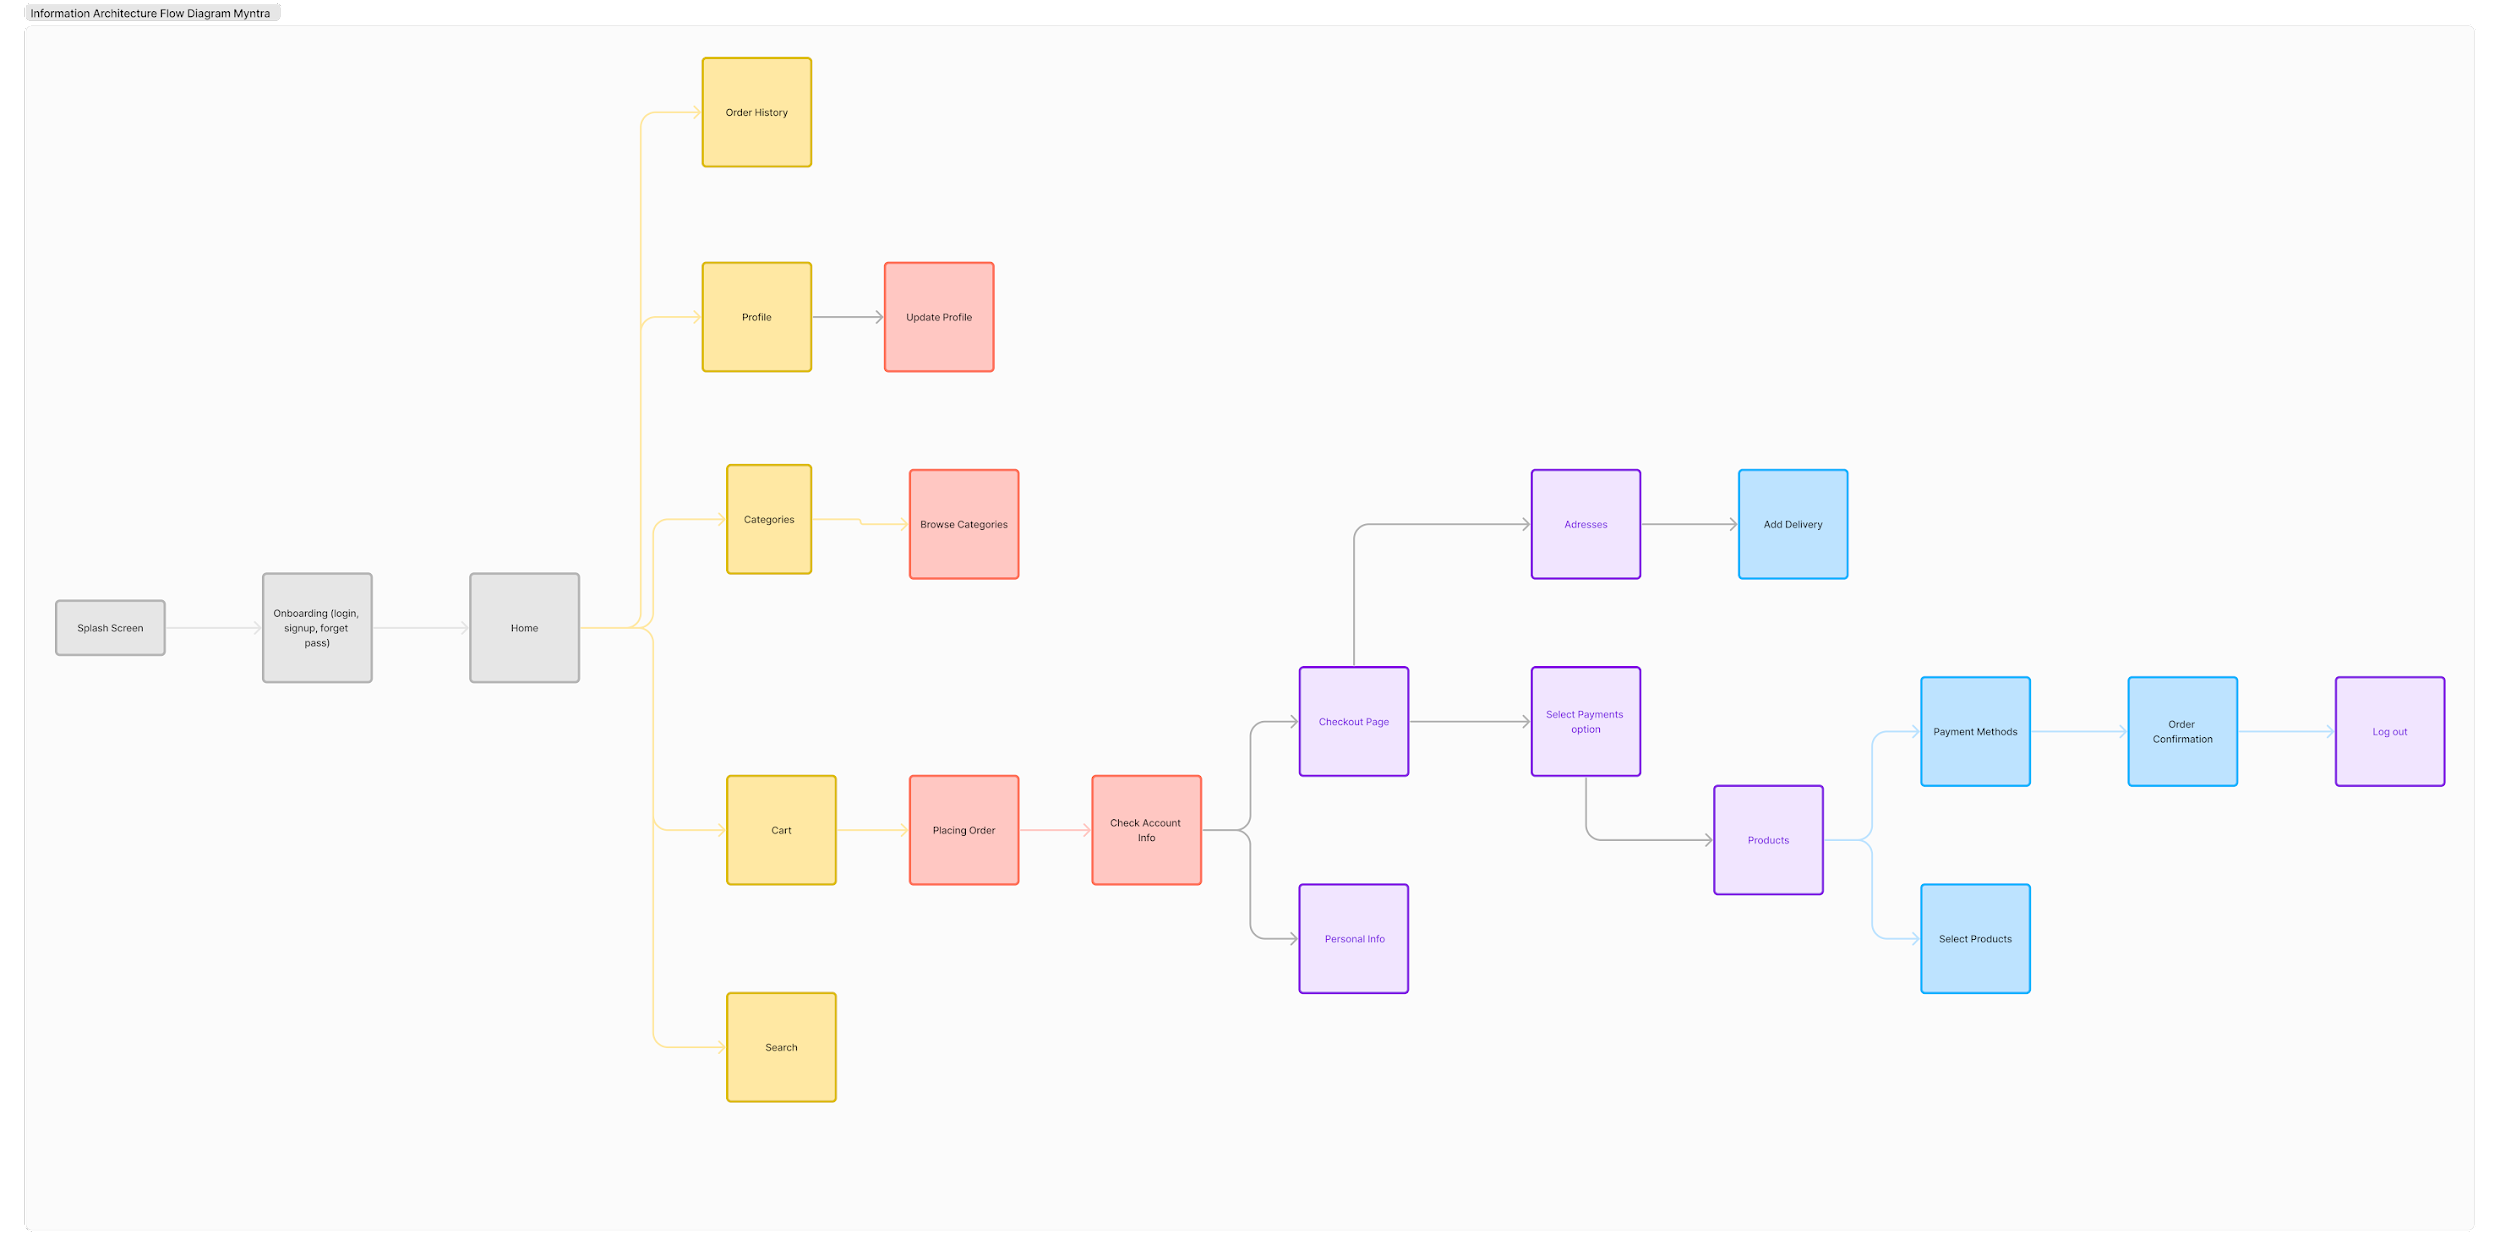 Information Architecture Flow Diagram Myntra
Order History
Profile
Update Profile
Categories
Browse Categories
Adresses
Add Delivery
Splash Screen
Onboarding (login,
signup, forget
pass)
Home
Checkout Page
Select Payments
option
Payment Methods
Order
Confirmation
Log out
Cart
Placing Order
Check Account
Info
Products
Personal Info
Select Products
Search